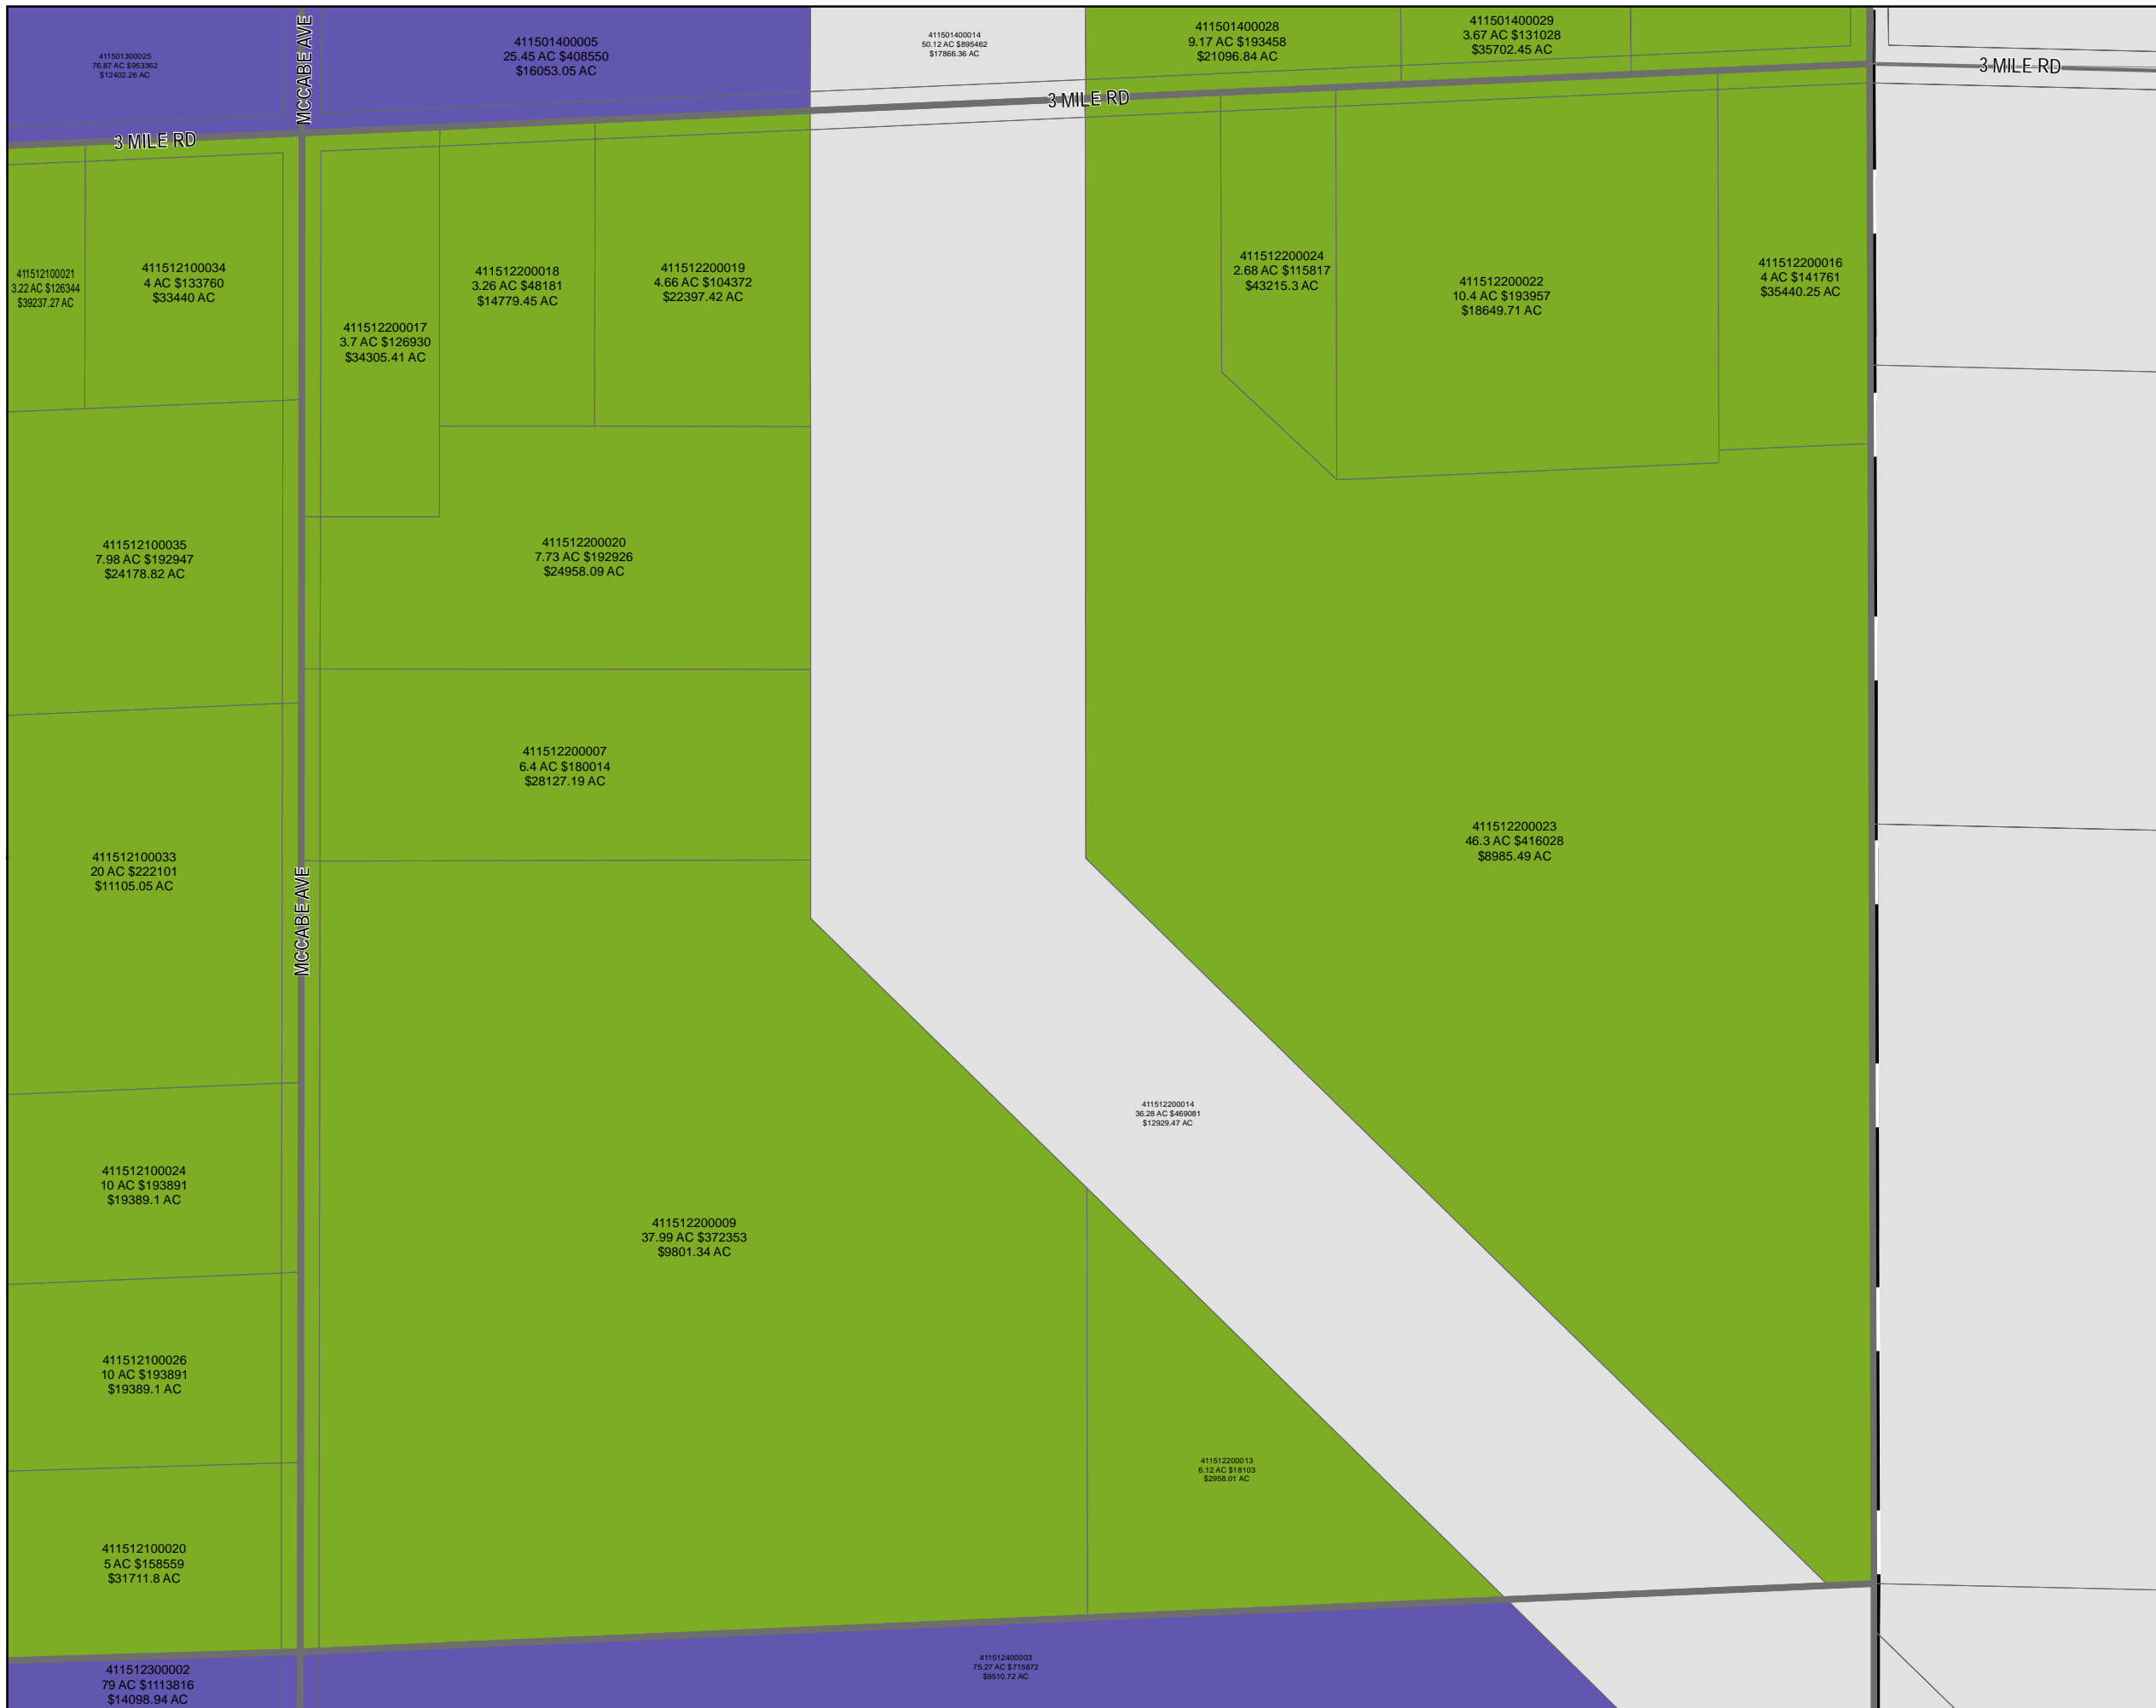 411501300025
76.87 AC $953362
$12402.26 AC
MCCABE AVE
411501400005
25.45 AC $408550
$16053.05 AC
411501400014
50.12 AC $895462
$17866.36 AC
411501400028
9.17 AC $193458
$21096.84 AC
411501400029
3.67 AC $131028
$35702.45 AC
3 MILE RD
3 MILE RD
3 MILE RD
411512100021
3.22 AC $126344
$39237.27 AC
411512100034
4 AC $133760
$33440 AC
411512200017
3.7 AC $126930
$34305.41 AC
411512200018
3.26 AC $48181
$14779.45 AC
411512200019
4.66 AC $104372
$22397.42 AC
411512200024
2.68 AC $115817
$43215.3 AC
411512200022
10.4 AC $193957
$18649.71 AC
411512200016
4 AC $141761
$35440.25 AC
411512100035
7.98 AC $192947
$24178.82 AC
411512200020
7.73 AC $192926
$24958.09 AC
411512200007
6.4 AC $180014
$28127.19 AC
411512200023
46.3 AC $416028
$8985.49 AC
411512100033
20 AC $222101
$11105.05 AC
MCCABE AVE
411512200014
36.28 AC $469081
$12929.47 AC
411512100024
10 AC $193891
$19389.1 AC
411512200009
37.99 AC $372353
$9801.34 AC
411512100026
10 AC $193891
$19389.1 AC
411512200013
6.12 AC $18103
$2958.01 AC
411512100020
5 AC $158559
$31711.8 AC
411512300002
79 AC $1113816
$14098.94 AC
411512400003
75.27 AC $715872
$9510.72 AC